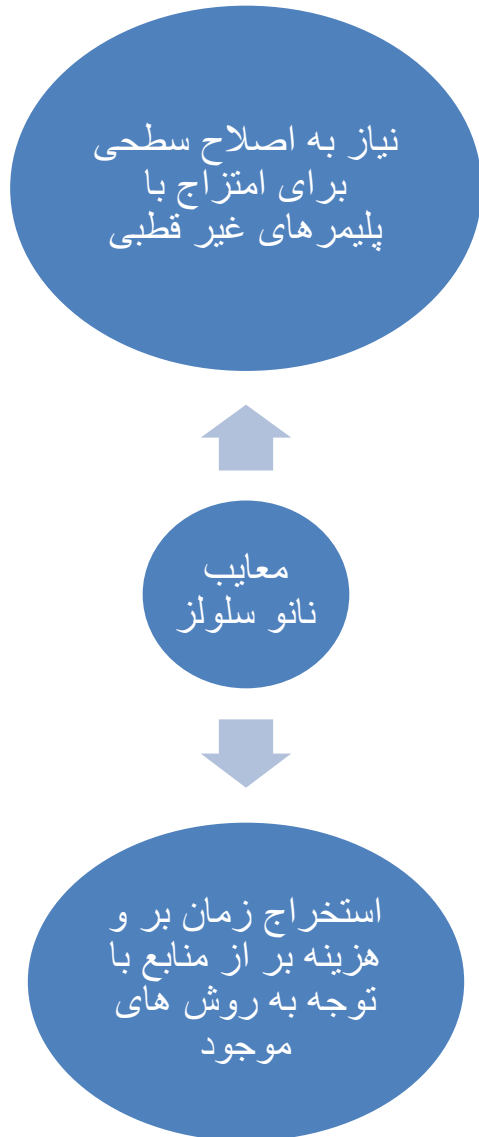 نیاز به اصلاح سطحی
برای امتزاج با
پلیمرهای غیر قطبی
معایب
نانو سلولز
استخراج زمان بر و
هزینه بر از منابع با
توجه به روش های
موجود